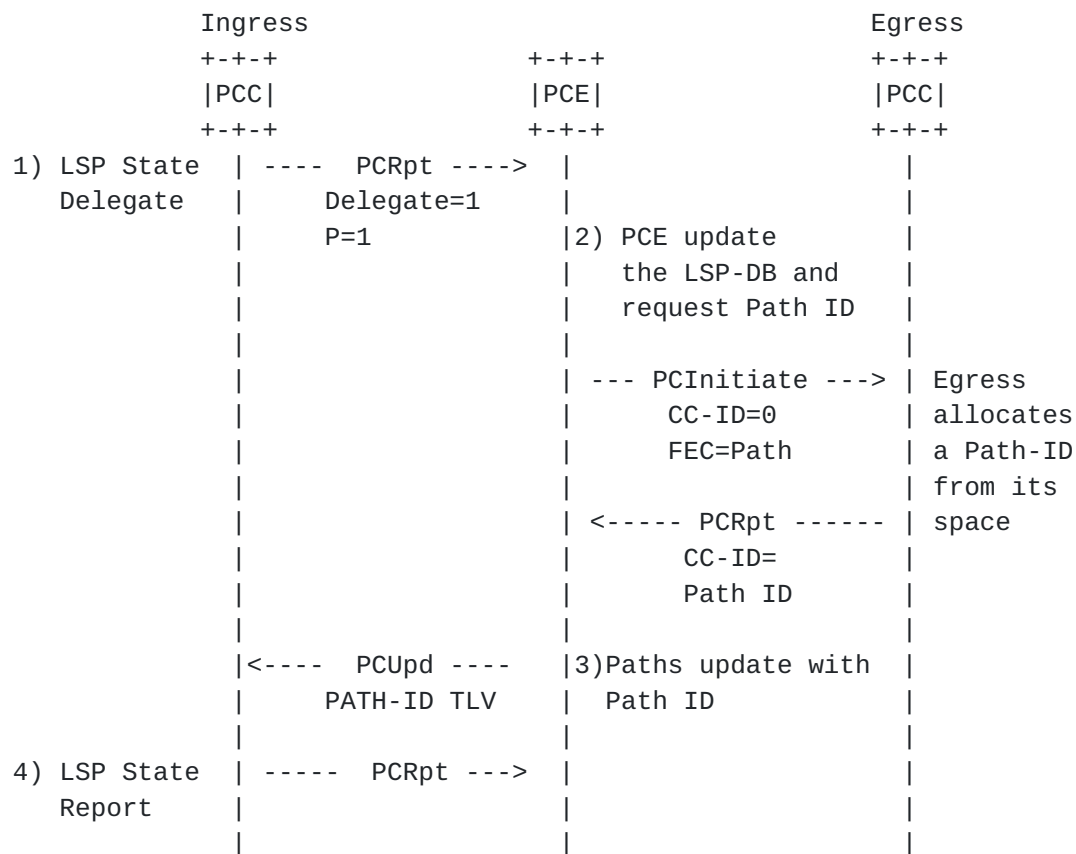 Ingress                                  Egress
             +-+-+                 +-+-+                  +-+-+
             |PCC|                 |PCE|                  |PCC|
             +-+-+                 +-+-+                  +-+-+
1) LSP State   | ----  PCRpt ---->  |                      |
   Delegate    |     Delegate=1     |                      |
               |     P=1            |2) PCE update         |
               |                    |   the LSP-DB and     |
               |                    |   request Path ID    |
               |                    |                      |
               |                    | --- PCInitiate --->  | Egress
               |                    |      CC-ID=0         | allocates
               |                    |      FEC=Path        | a Path-ID
               |                    |                      | from its
               |                    | <----- PCRpt ------  | space
               |                    |       CC-ID=         |
               |                    |       Path ID        |
               |                    |                      |
               |<----  PCUpd ----   |3)Paths update with   |
               |     PATH-ID TLV    |  Path ID             |
               |                    |                      |
4) LSP State   | -----  PCRpt --->  |                      |
   Report      |                    |                      |
               |                    |                      |